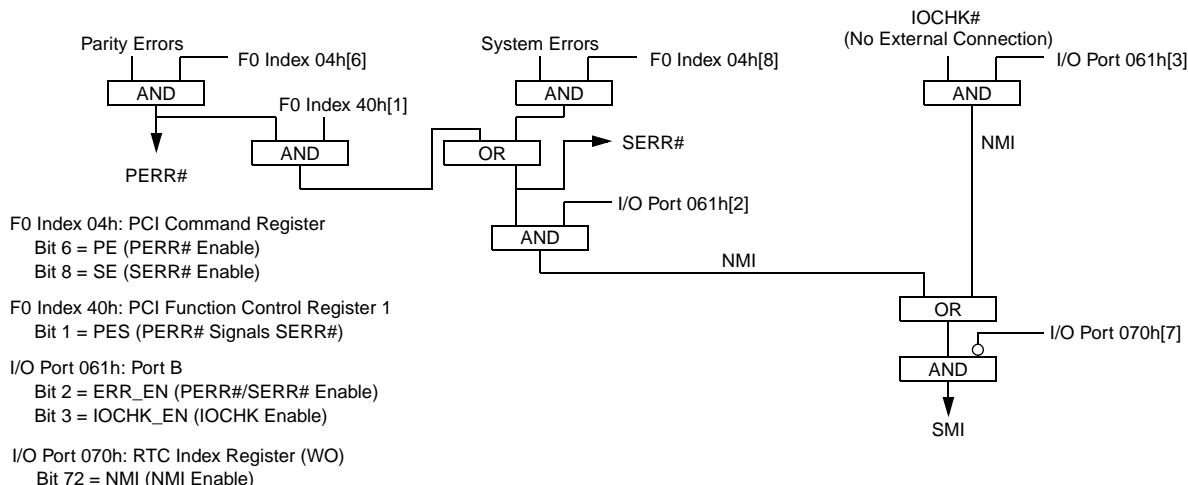 IOCHK#
(No External Connection)
Parity Errors
F0 Index 04h[6]
System Errors
F0 Index 04h[8]
I/O Port 061h[3]
AND
AND
AND
F0 Index 40h[1]
AND
OR
SERR#
NMI
PERR#
I/O Port 061h[2]
AND
NMI
F0 Index 04h: PCI Command Register
Bit 6 = PE (PERR# Enable)
Bit 8 = SE (SERR# Enable)
F0 Index 40h: PCI Function Control Register 1
Bit 1 = PES (PERR# Signals SERR#)
OR
I/O Port 070h[7]
I/O Port 061h: Port B
Bit 2 = ERR_EN (PERR#/SERR# Enable)
Bit 3 = IOCHK_EN (IOCHK Enable)
AND
SMI
I/O Port 070h: RTC Index Register (WO)
Bit 72 = NMI (NMI Enable)